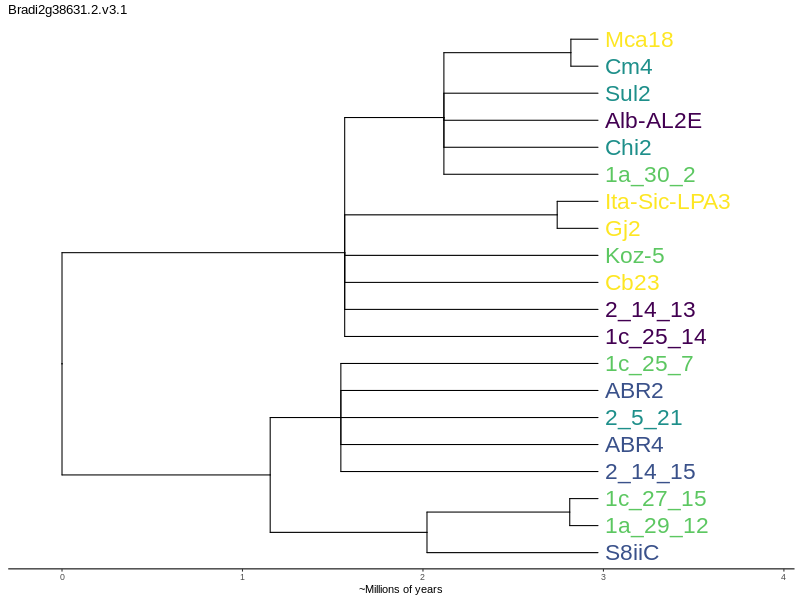 Bradi2g38631.2.v3.1
Mca18
Cm4
Sul2
Alb-AL2E
Chi2
1a_30_2
Ita-Sic-LPA3
Gj2
Koz-5
Cb23
2_14_13
1c_25_14
1c_25_7
ABR2
2_5_21
ABR4
2_14_15
1c_27_15
1a_29_12
S8iiC
0 1 2 3 4
~Millions of years